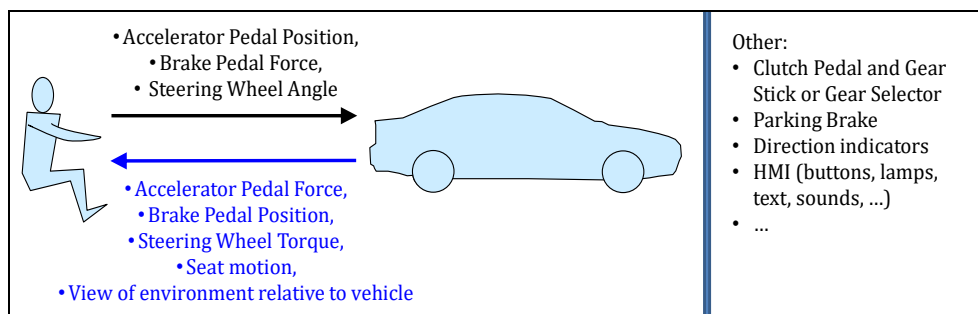 •Accelerator Pedal Position,
•Brake Pedal Force,
• Steering Wheel Angle
•Accelerator Pedal Force,
•Brake Pedal Position,
•Steering Wheel Torque,
•Seat motion,
•View of environment relative to vehicle
Other:
• Clutch Pedal and Gear
Stick or Gear Selector
• Parking Brake
• Direction indicators
• HMI (buttons, lamps,
text, sounds, …)
• …